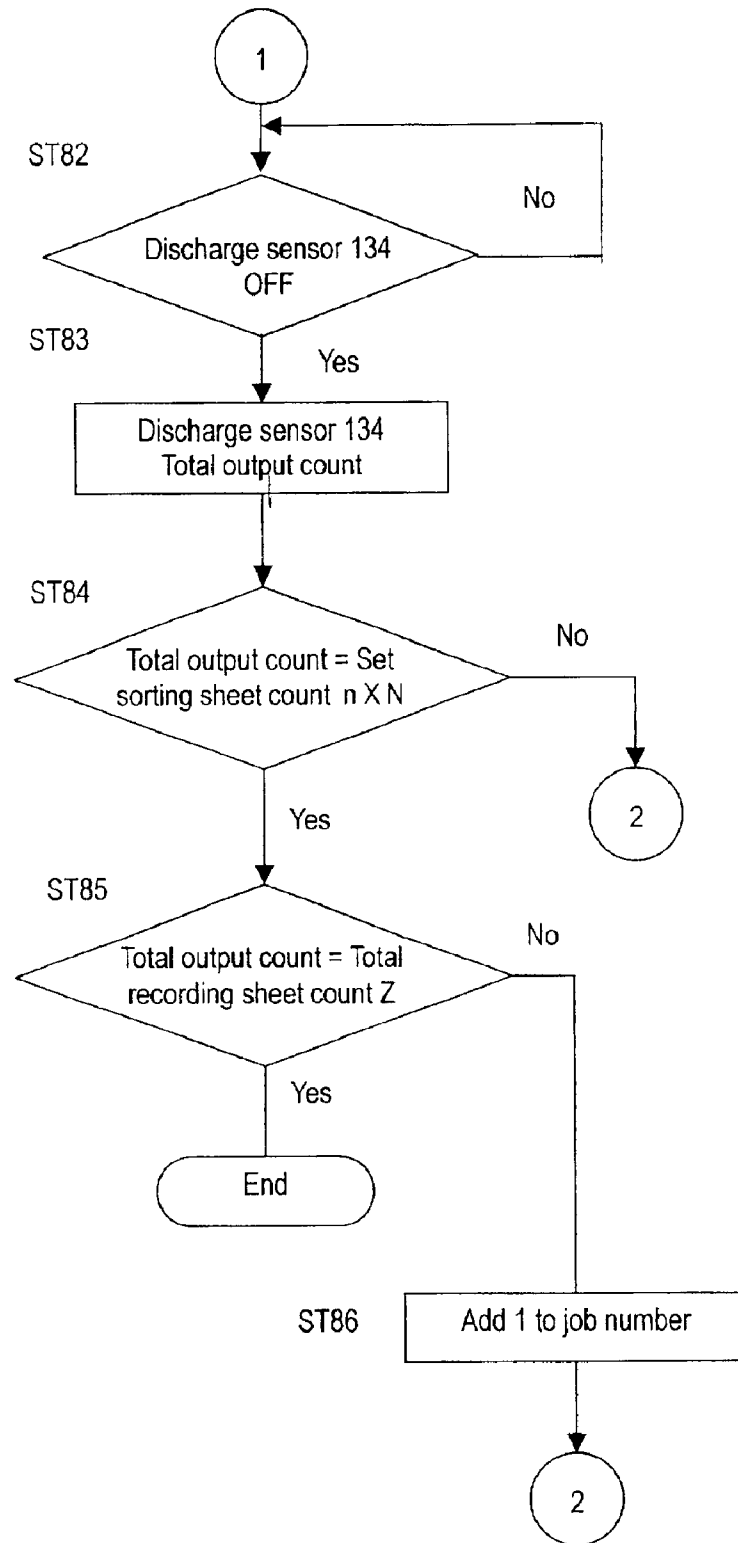 1
ST82
No
Discharge sensor 134
OFF
ST83
Yes
Discharge sensor 134
Total output count
ST84
No
Total output count = Set
sorting sheet count n X N
2
Yes
ST85
No
Total output count = Total
recording sheet count Z
Yes
End
ST86
Add 1 to job number
2